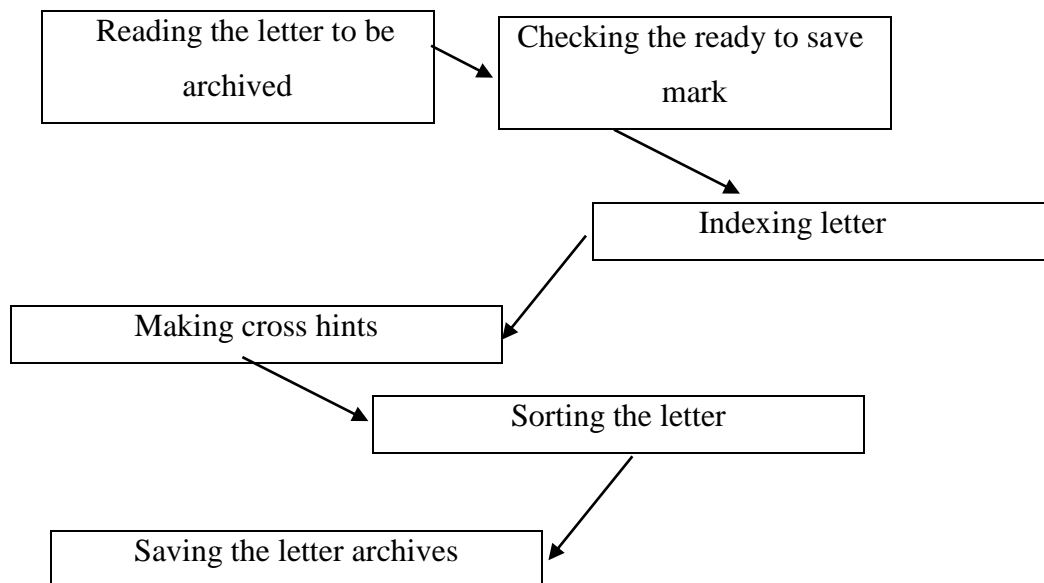 Reading the letter to be
archived
Checking the ready to save
mark
Indexing letter
Making cross hints
Sorting the letter
Saving the letter archives